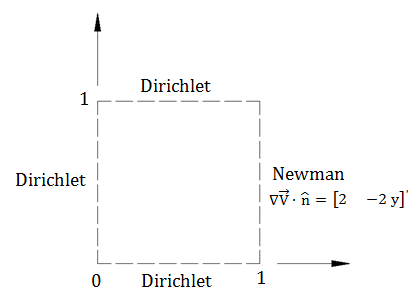 Dirichlet
1
Dirichlet
Newman
∇V⃗ · n̂ = [2 −2 y]'
0
Dirichlet
1